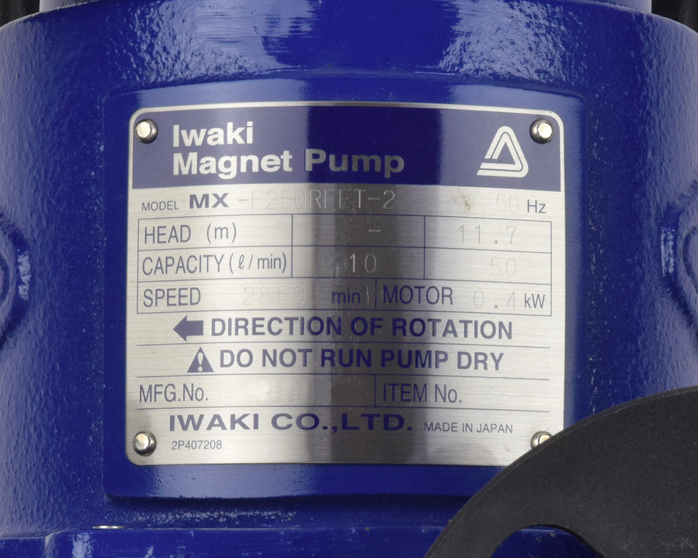 Iwaki
Magnet Pump
MODEL MX 50 Hz
HEAD (m) - 11.7
CAPACITY (ℓ/min) 10 50
SPEED 2850 min⁻¹ MOTOR 0.4 kW
DIRECTION OF ROTATION
DO NOT RUN PUMP DRY
MFG.No. ITEM No.
IWAKI CO.,LTD. MADE IN JAPAN
2P407208